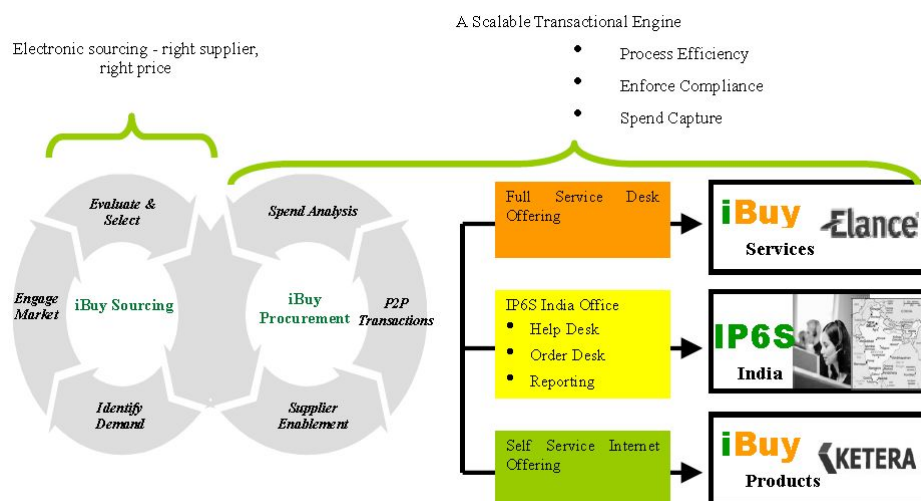 A Scalable Transactional Engine
• Process Efficiency
• Enforce Compliance
• Spend Capture
Electronic sourcing - right supplier,
right price
Evaluate &
Select
Engage
Market
iBuy Sourcing
Identify
Demand
Spend Analysis
iBuy
Procurement
P2P
Transactions
Supplier
Enablement
Full Service Desk
Offering
iBuy
Elance
Services
IP6S India Office
• Help Desk
• Order Desk
• Reporting
IP6S
India
Self Service Internet
Offering
iBuy
KETERA
Products